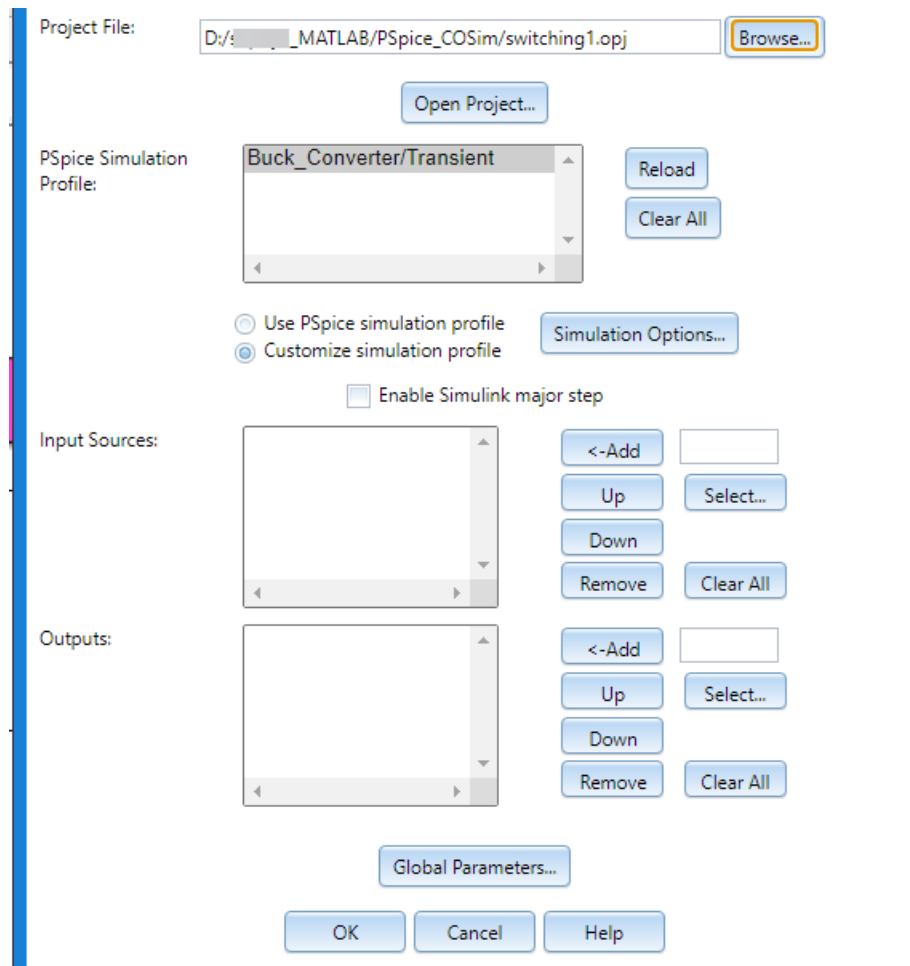 Project File:
D:/ _MATLAB/PSpice_COSim/switching1.opj
Browse...
Open Project...
PSpice Simulation
Profile:
Buck_Converter/Transient
Reload
Clear All
Use PSpice simulation profile
Customize simulation profile
Simulation Options...
Enable Simulink major step
Input Sources:
<-Add
Up
Select...
Down
Remove
Clear All
Outputs:
<-Add
Up
Select...
Down
Remove
Clear All
Global Parameters...
OK
Cancel
Help